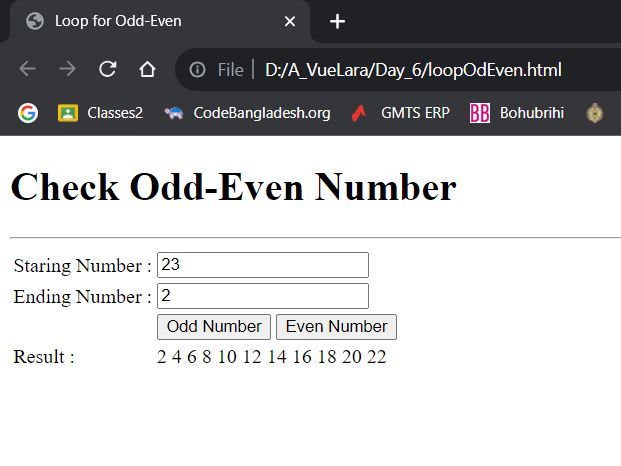 Loop for Odd-Even
File D:/A_VueLara/Day_6/loopOdEven.html
Classes2 CodeBangladesh.org GMTS ERP BB Bohubrihi
Check Odd-Even Number
Staring Number : 23
Ending Number : 2
Odd Number Even Number
Result : 2 4 6 8 10 12 14 16 18 20 22